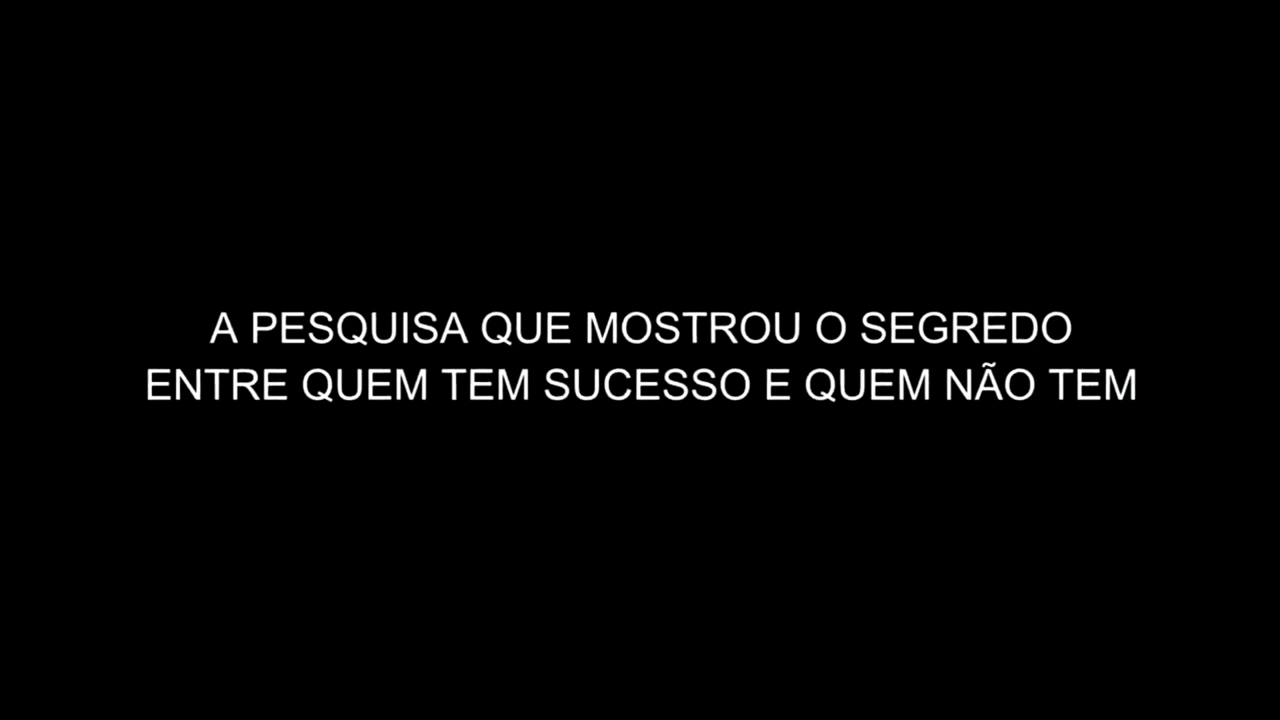 A PESQUISA QUE MOSTROU O SEGREDO
ENTRE QUEM TEM SUCESSO E QUEM NÃO TEM